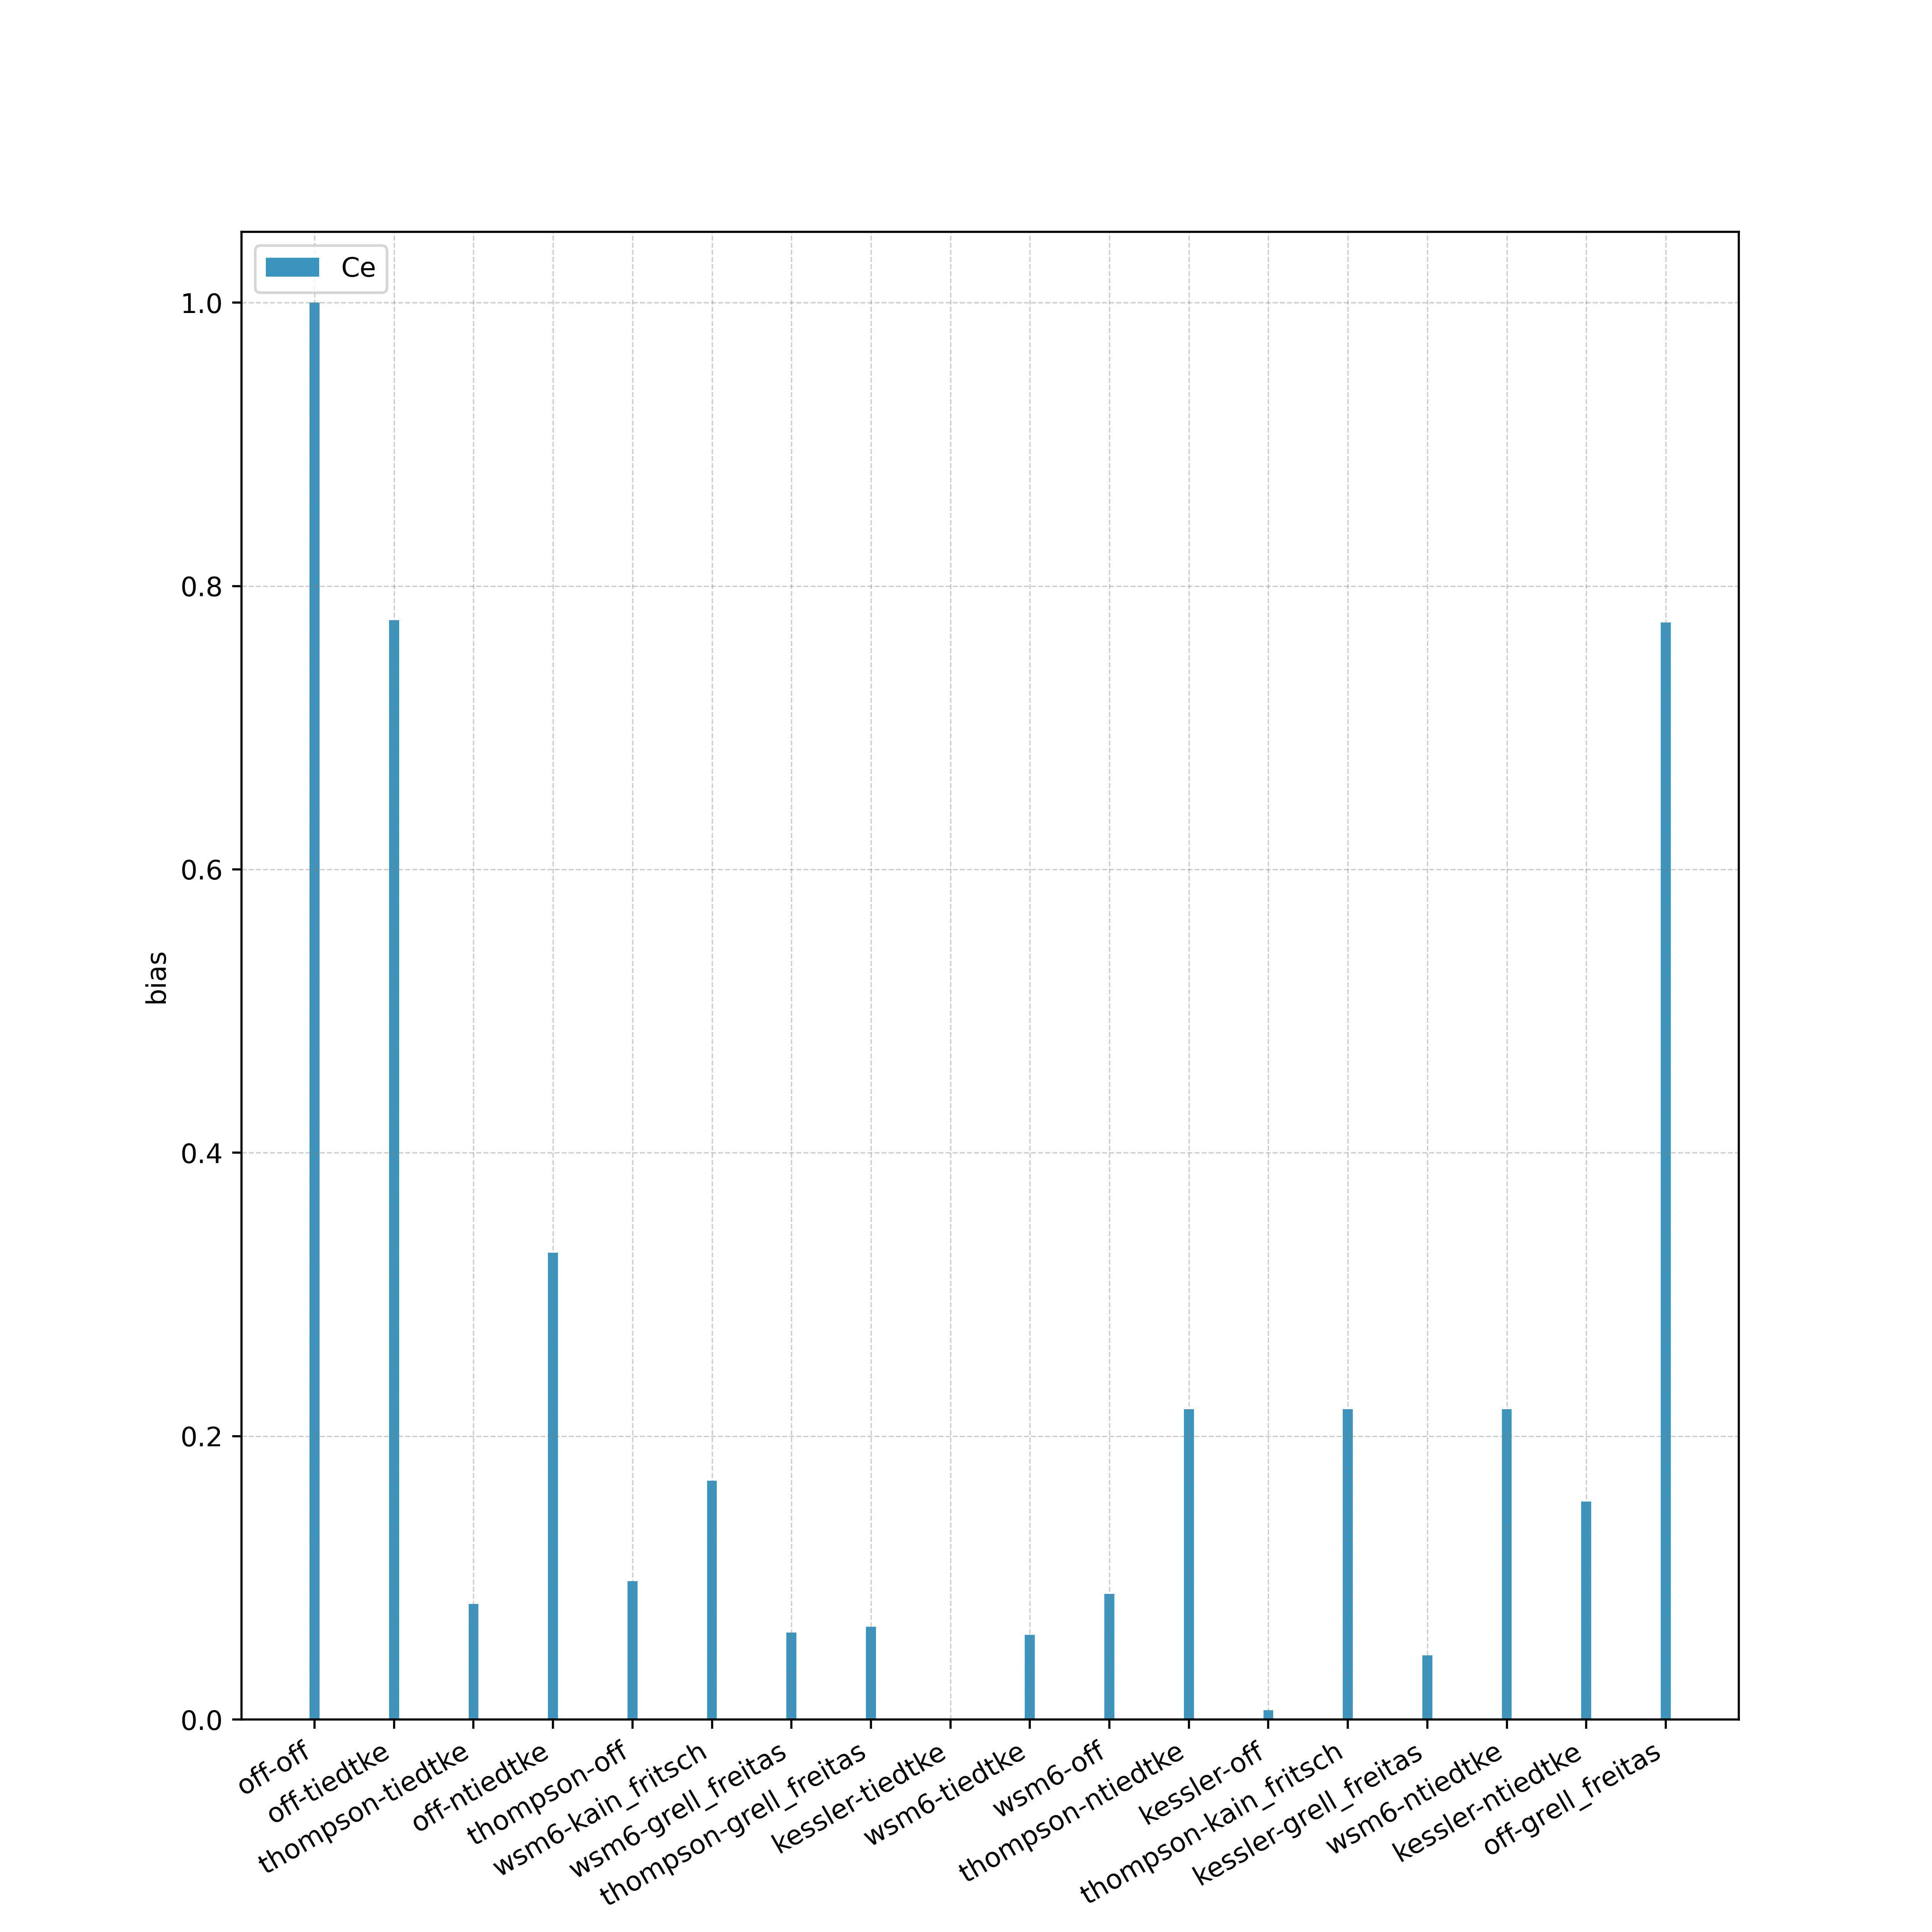 Ce
1.0
0.8
0.6
0.4
0.2
0.0
bias
off-off
off-tiedtke
thompson-tiedtke
off-ntiedtke
thompson-off
wsm6-kain_fritsch
wsm6-grell_freitas
thompson-grell_freitas
kessler-tiedtke
wsm6-tiedtke
wsm6-off
thompson-ntiedtke
kessler-off
thompson-kain_fritsch
kessler-grell_freitas
wsm6-ntiedtke
kessler-ntiedtke
off-grell_freitas